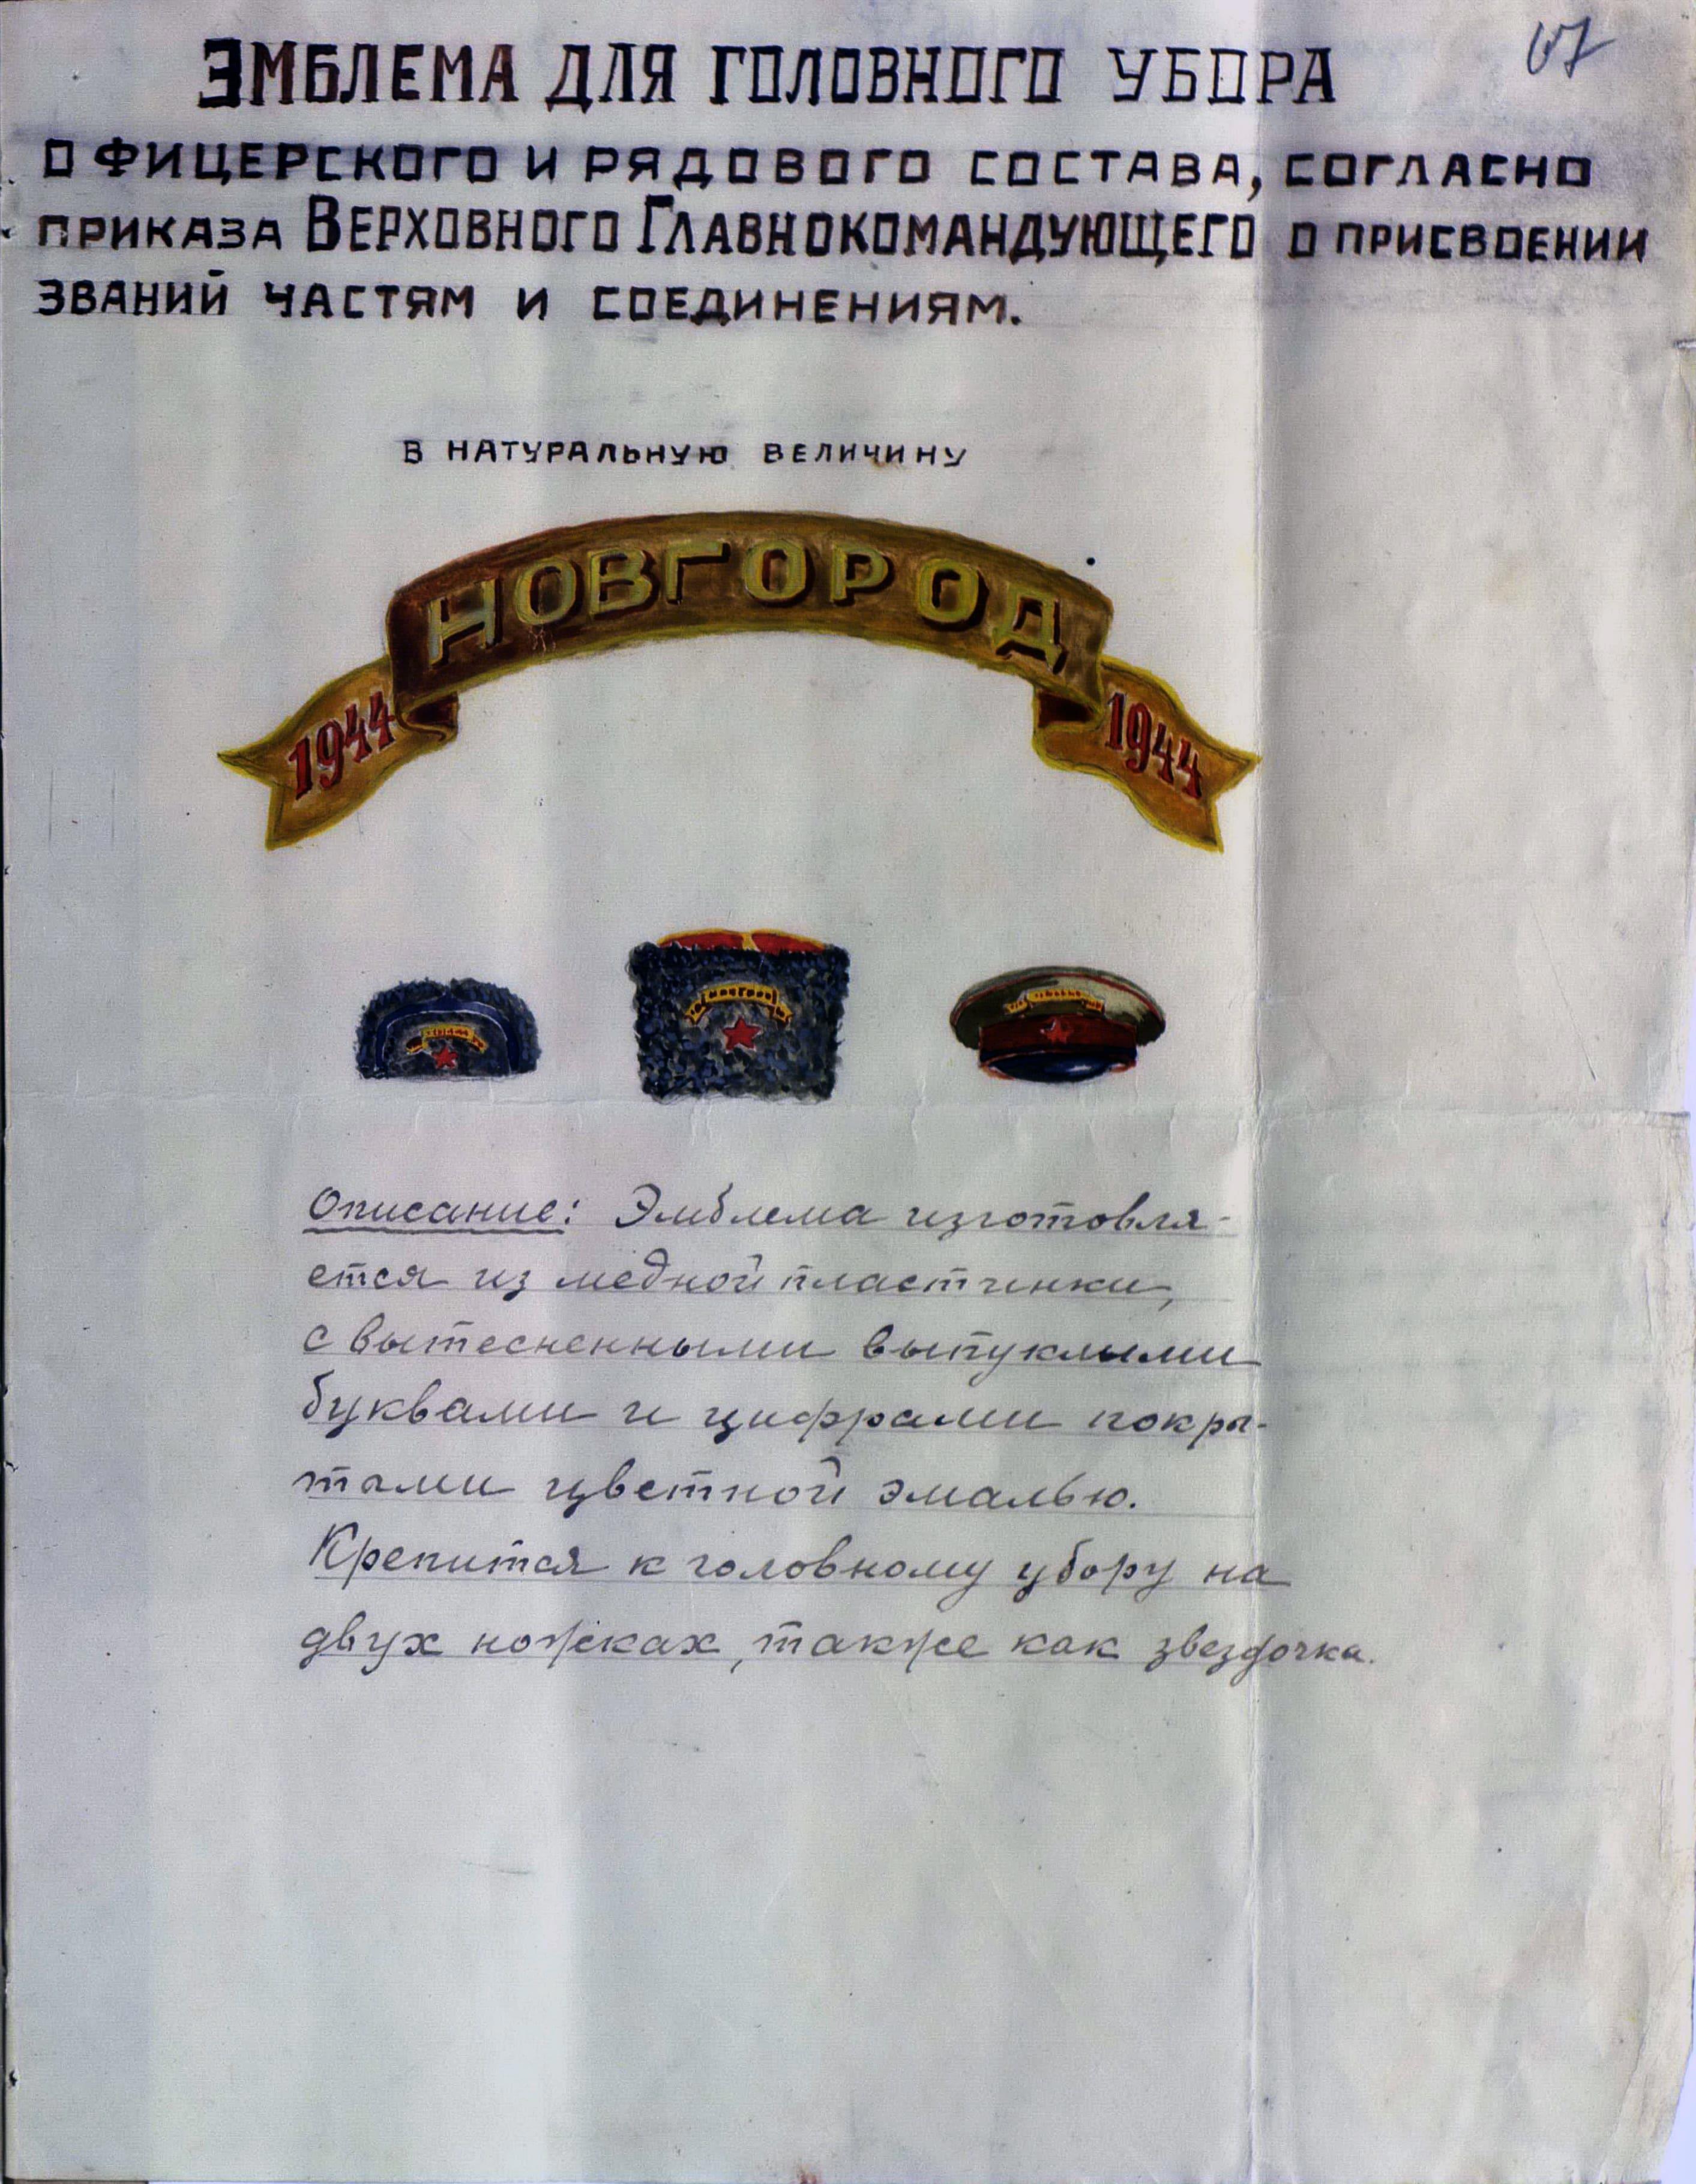 67
ЭМБЛЕМА ДЛЯ ГОЛОВНОГО УБОРА
ОФИЦЕРСКОГО И РЯДОВОГО СОСТАВА, СОГЛАСНО
ПРИКАЗА ВЕРХОВНОГО ГЛАВНОКОМАНДУЮЩЕГО О ПРИСВОЕНИИ
ЗВАНИЙ ЧАСТЯМ И СОЕДИНЕНИЯМ.
В НАТУРАЛЬНУЮ ВЕЛИЧИНУ
НОВГОРОД
1944 1944
Описание: Эмблема изготовля-
ется из медной пластинки,
с вытесненными выпуклыми
буквами и цифрами покры-
тами цветной эмалью.
Крепится к головному убору на
двух ножках, также как звездочка.